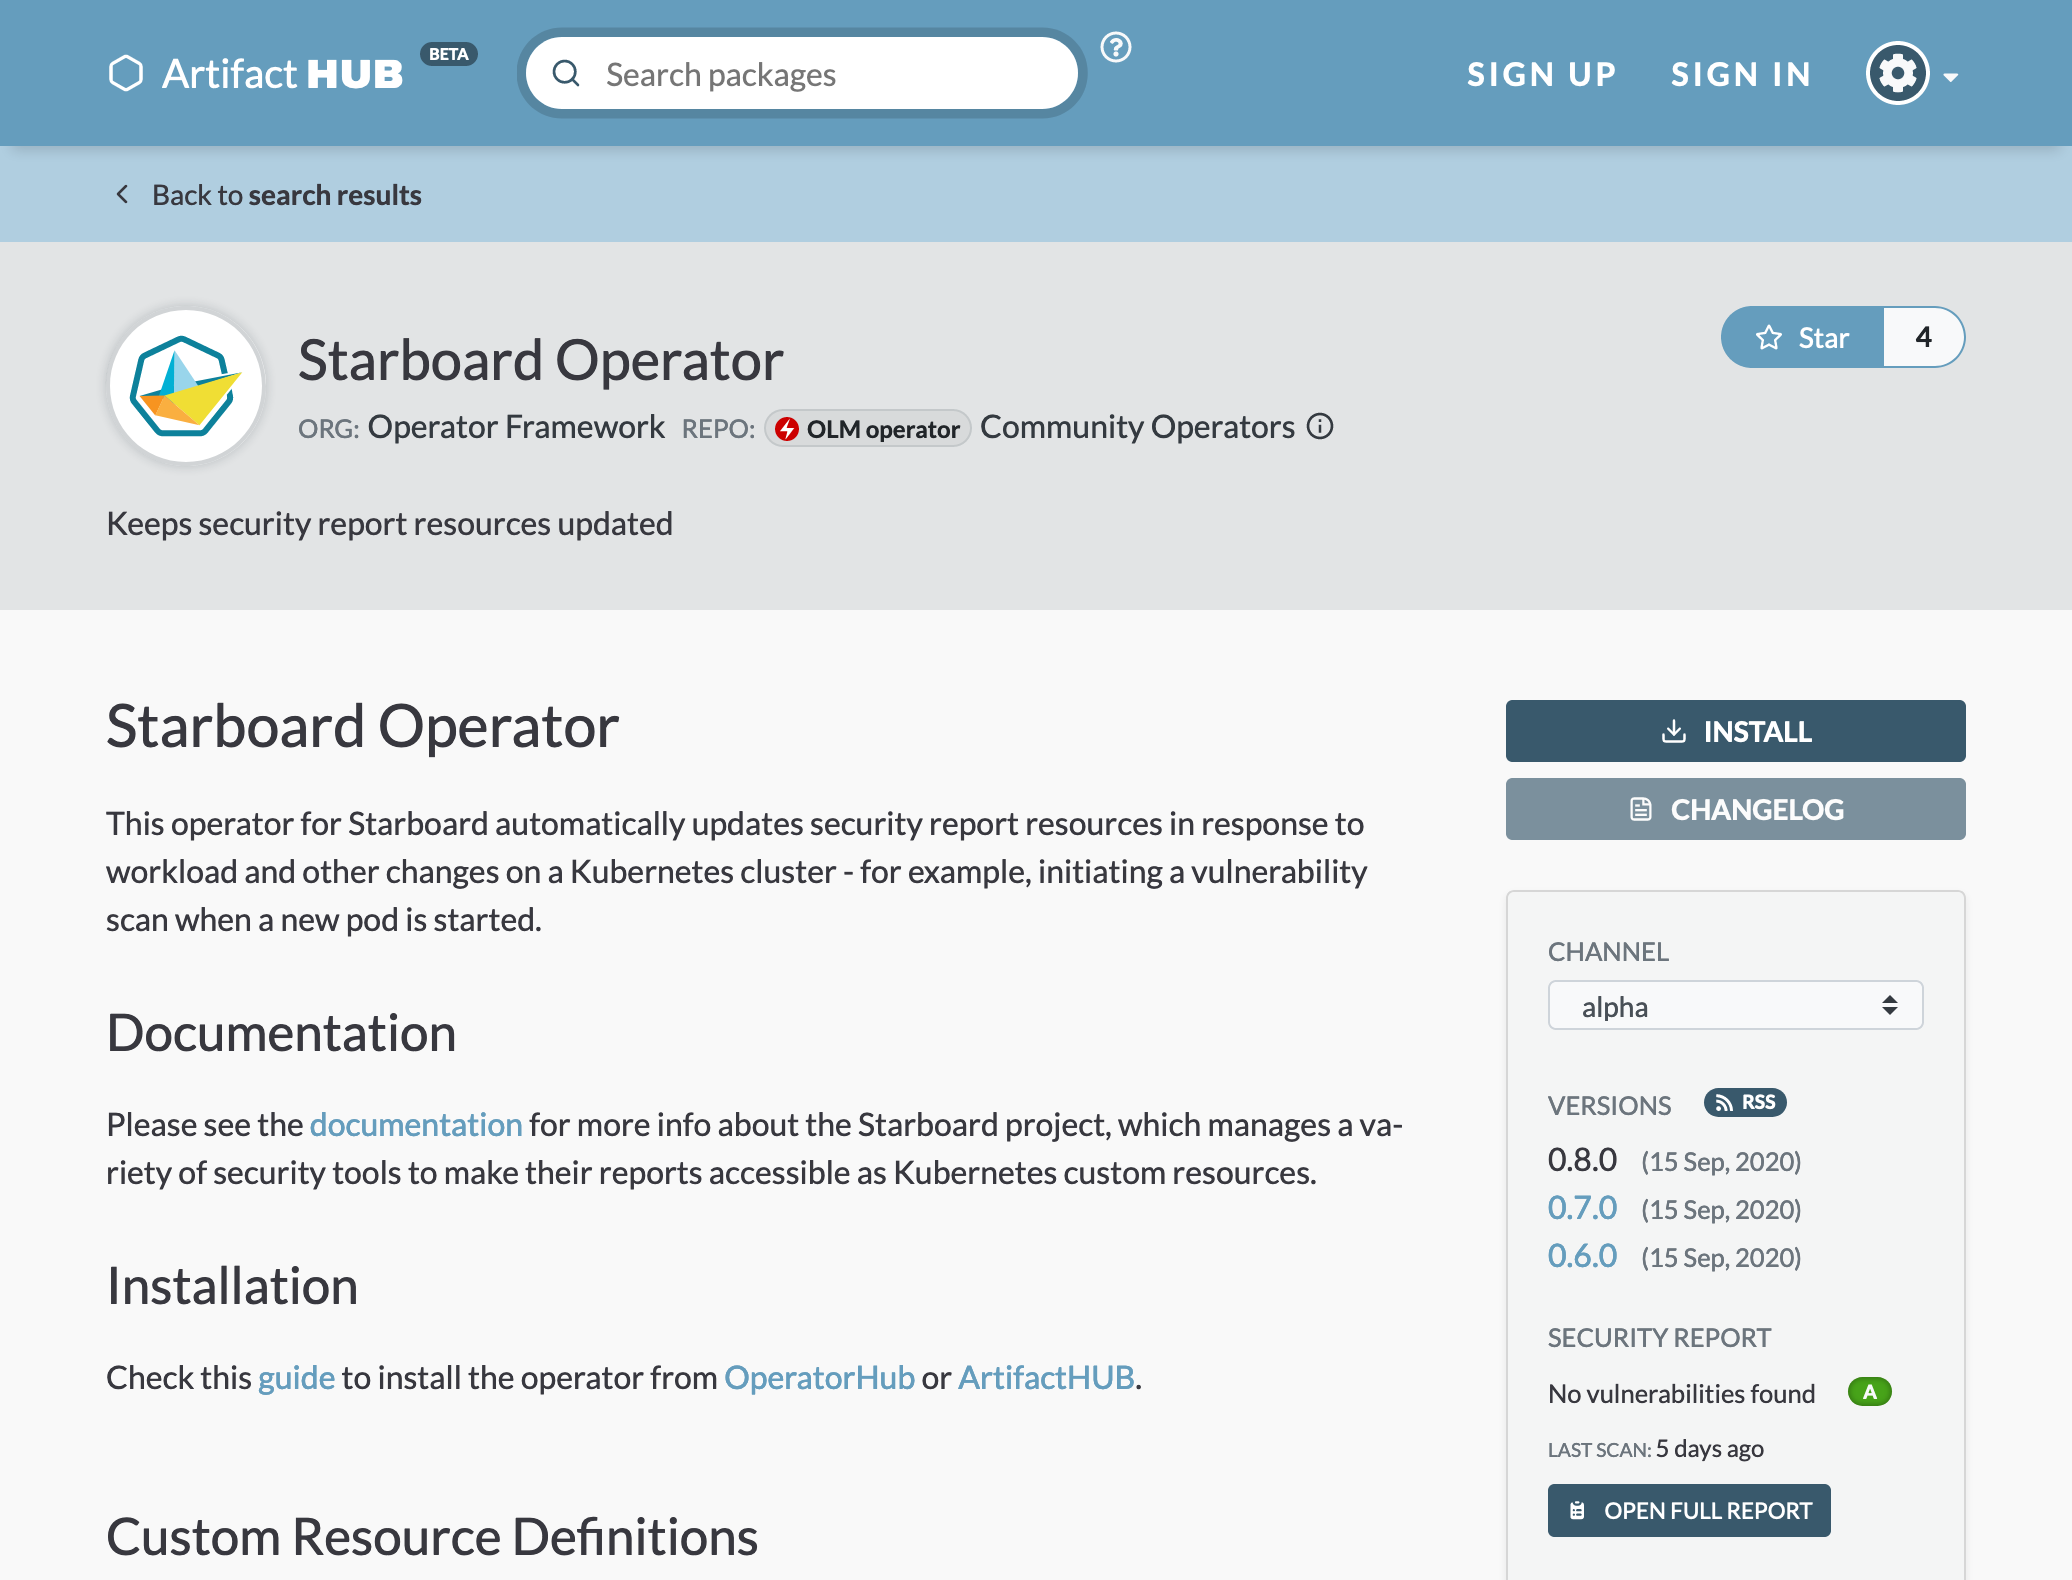 Artifact HUB BETA
Search packages
SIGN UP SIGN IN
Back to search results
Starboard Operator
Star 4
ORG: Operator Framework REPO: OLM operator Community Operators
Keeps security report resources updated
Starboard Operator
This operator for Starboard automatically updates security report resources in response to
workload and other changes on a Kubernetes cluster - for example, initiating a vulnerability
scan when a new pod is started.
Documentation
Please see the documentation for more info about the Starboard project, which manages a va-
riety of security tools to make their reports accessible as Kubernetes custom resources.
Installation
Check this guide to install the operator from OperatorHub or ArtifactHUB.
Custom Resource Definitions
INSTALL
CHANGELOG
CHANNEL
alpha
VERSIONS RSS
0.8.0 (15 Sep, 2020)
0.7.0 (15 Sep, 2020)
0.6.0 (15 Sep, 2020)
SECURITY REPORT
No vulnerabilities found A
LAST SCAN: 5 days ago
OPEN FULL REPORT